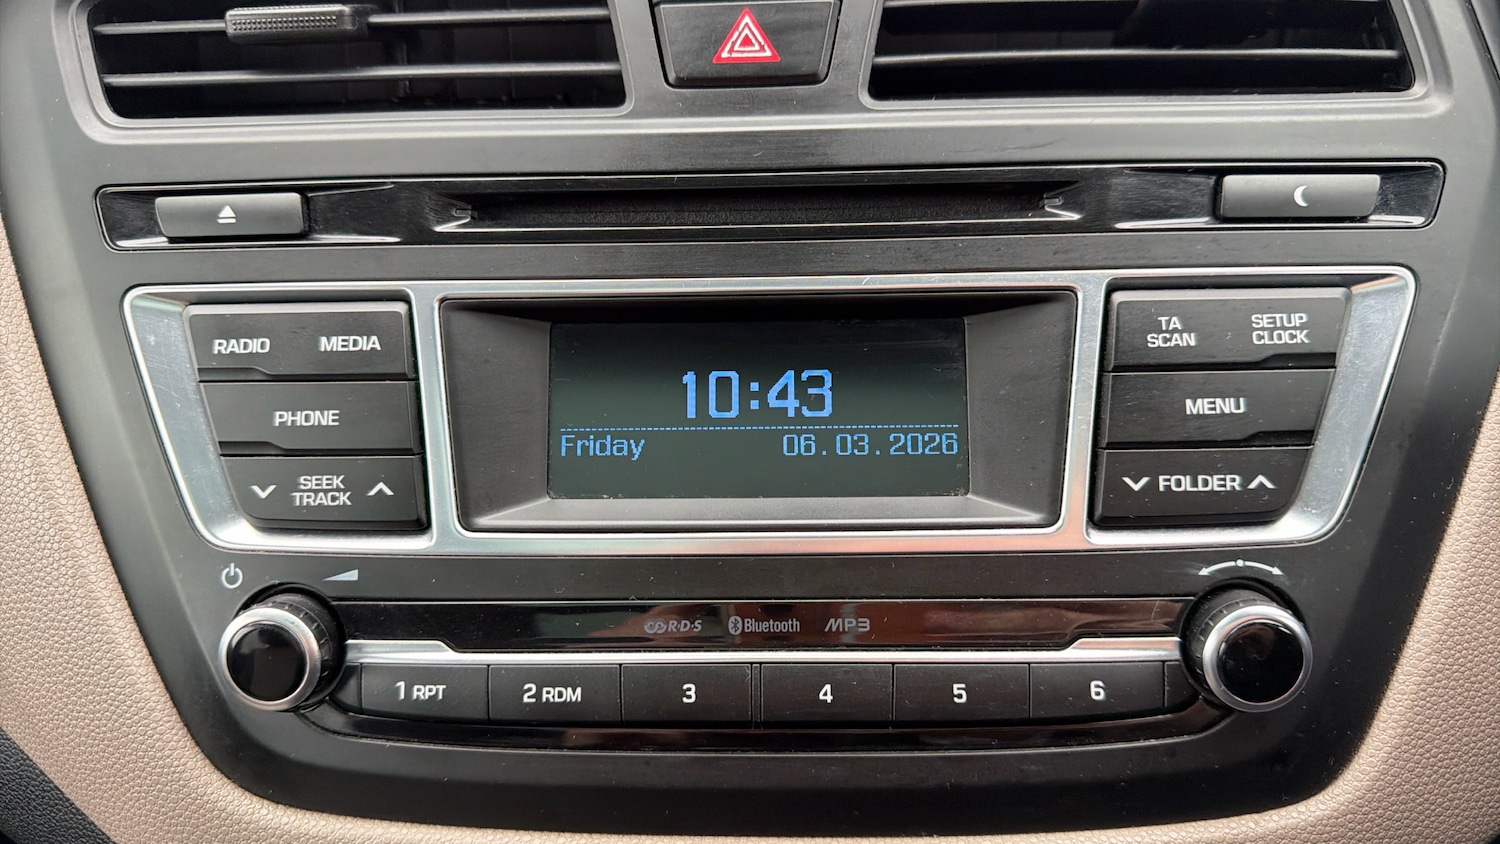 RADIO MEDIA
PHONE
SEEK
TRACK
10:43
Friday 06.03.2026
TA
SCAN
SETUP
CLOCK
MENU
FOLDER
R·D·S Bluetooth MP3
1 RPT 2 RDM 3 4 5 6